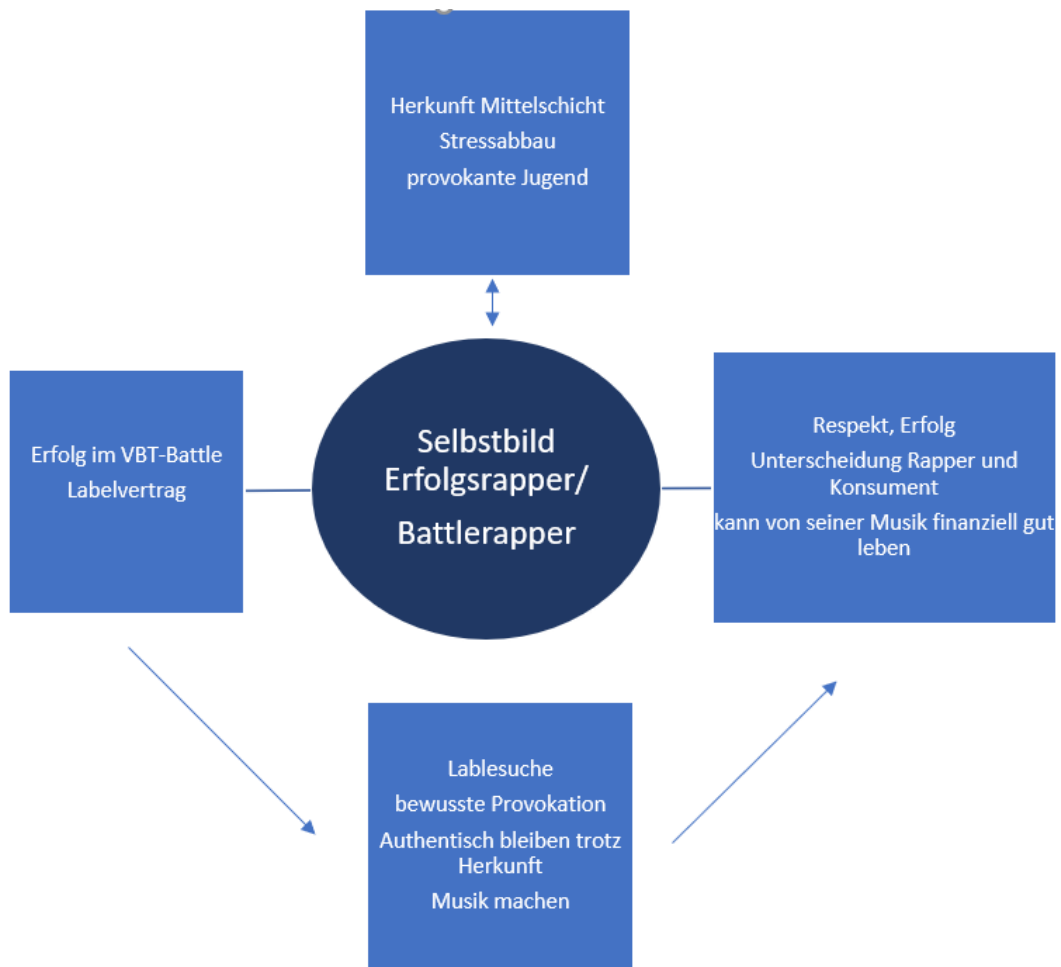 Herkunft Mittelschicht
Stressabbau
provokante Jugend
Erfolg im VBT-Battle
Labelvertrag
Selbstbild
Erfolgsrapper/
Battlerapper
Respekt, Erfolg
Unterscheidung Rapper und
Konsument
kann von seiner Musik finanziell gut
leben
Lablesuche
bewusste Provokation
Authentisch bleiben trotz
Herkunft
Musik machen